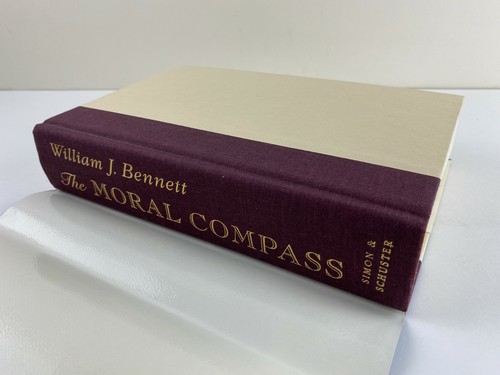 William J. Bennett
The MORAL COMPASS
SIMON &
SCHUSTER